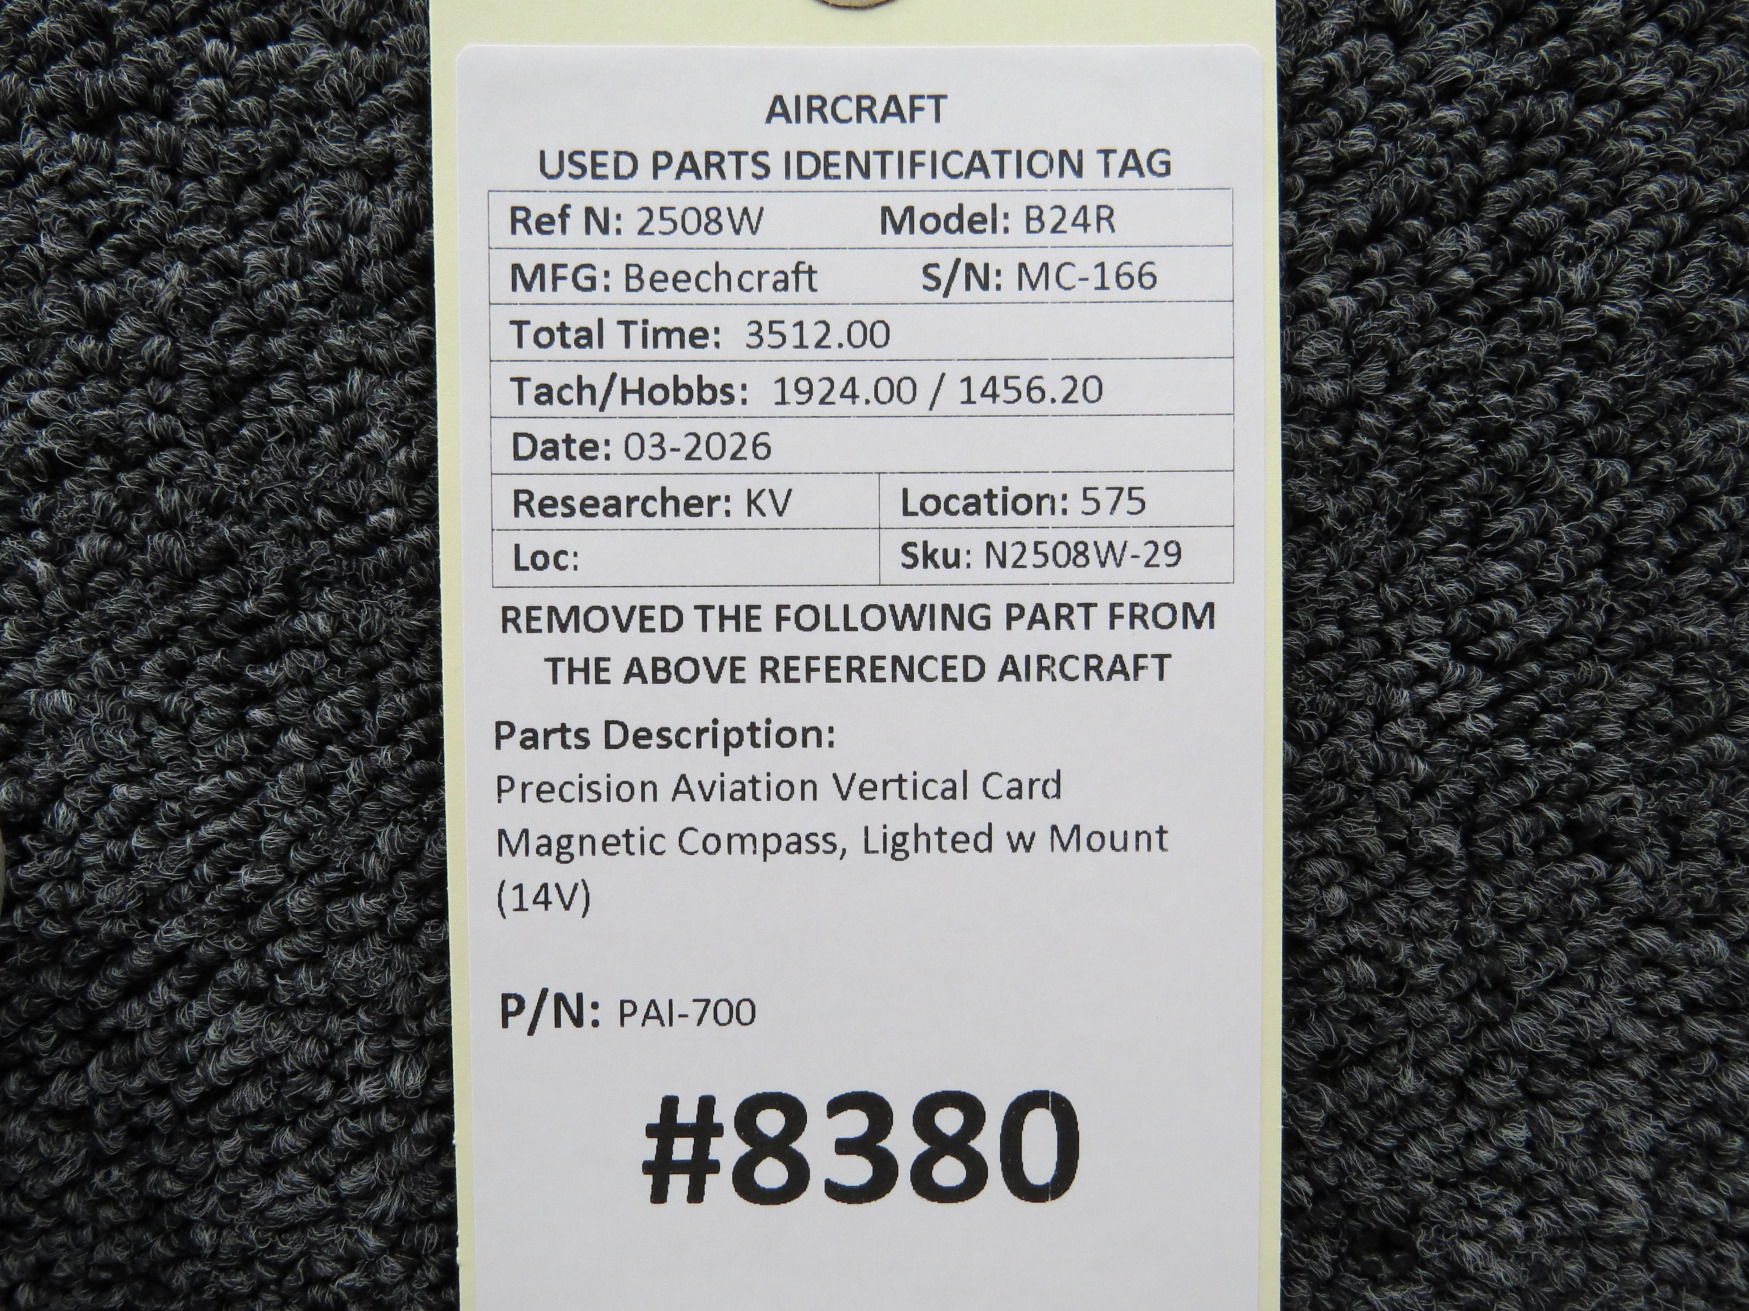 AIRCRAFT
USED PARTS IDENTIFICATION TAG
Ref N: 2508W Model: B24R
MFG: Beechcraft S/N: MC-166
Total Time: 3512.00
Tach/Hobbs: 1924.00 / 1456.20
Date: 03-2026
Researcher: KV Location: 575
Loc: Sku: N2508W-29
REMOVED THE FOLLOWING PART FROM
THE ABOVE REFERENCED AIRCRAFT
Parts Description:
Precision Aviation Vertical Card
Magnetic Compass, Lighted w Mount
(14V)
P/N: PAI-700
#8380